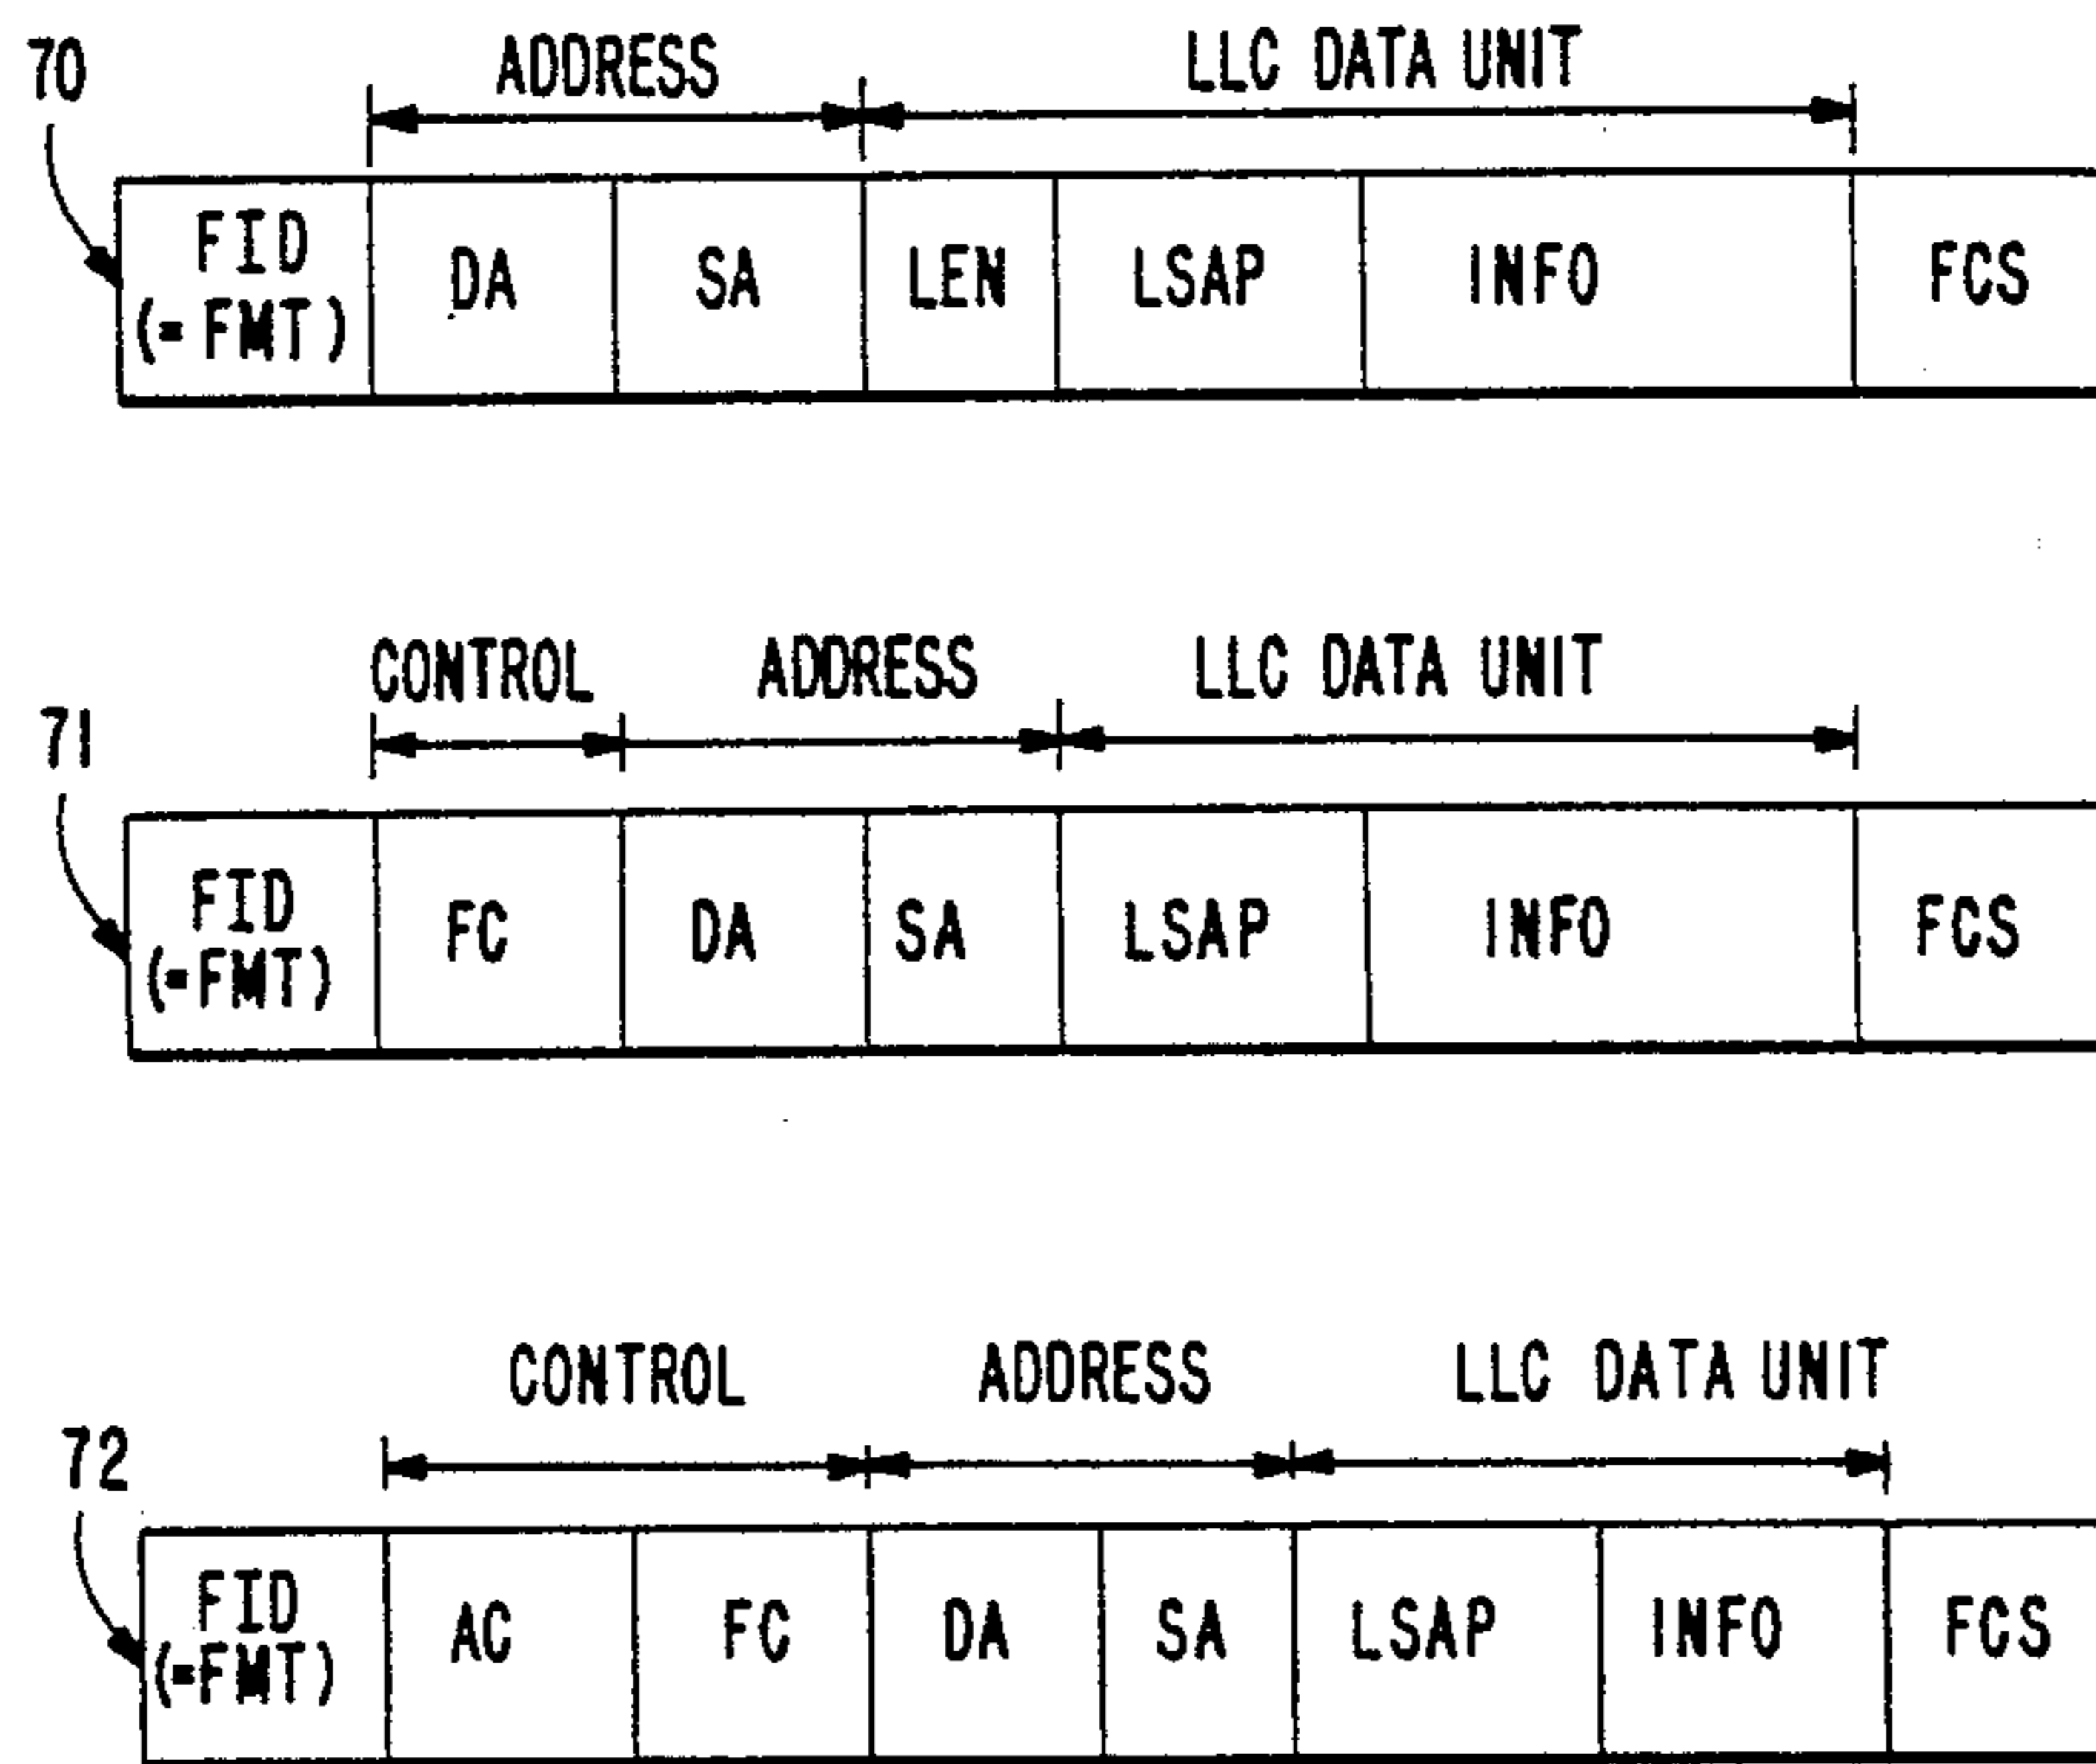 70 ADDRESS LLC DATA UNIT
FID DA SA LEN LSAP INFO FCS
(=FMT)
CONTROL ADDRESS LLC DATA UNIT
71
FID FC DA SA LSAP INFO FCS
(=FMT)
CONTROL ADDRESS LLC DATA UNIT
72
FID AC FC DA SA LSAP INFO FCS
(=FMT)